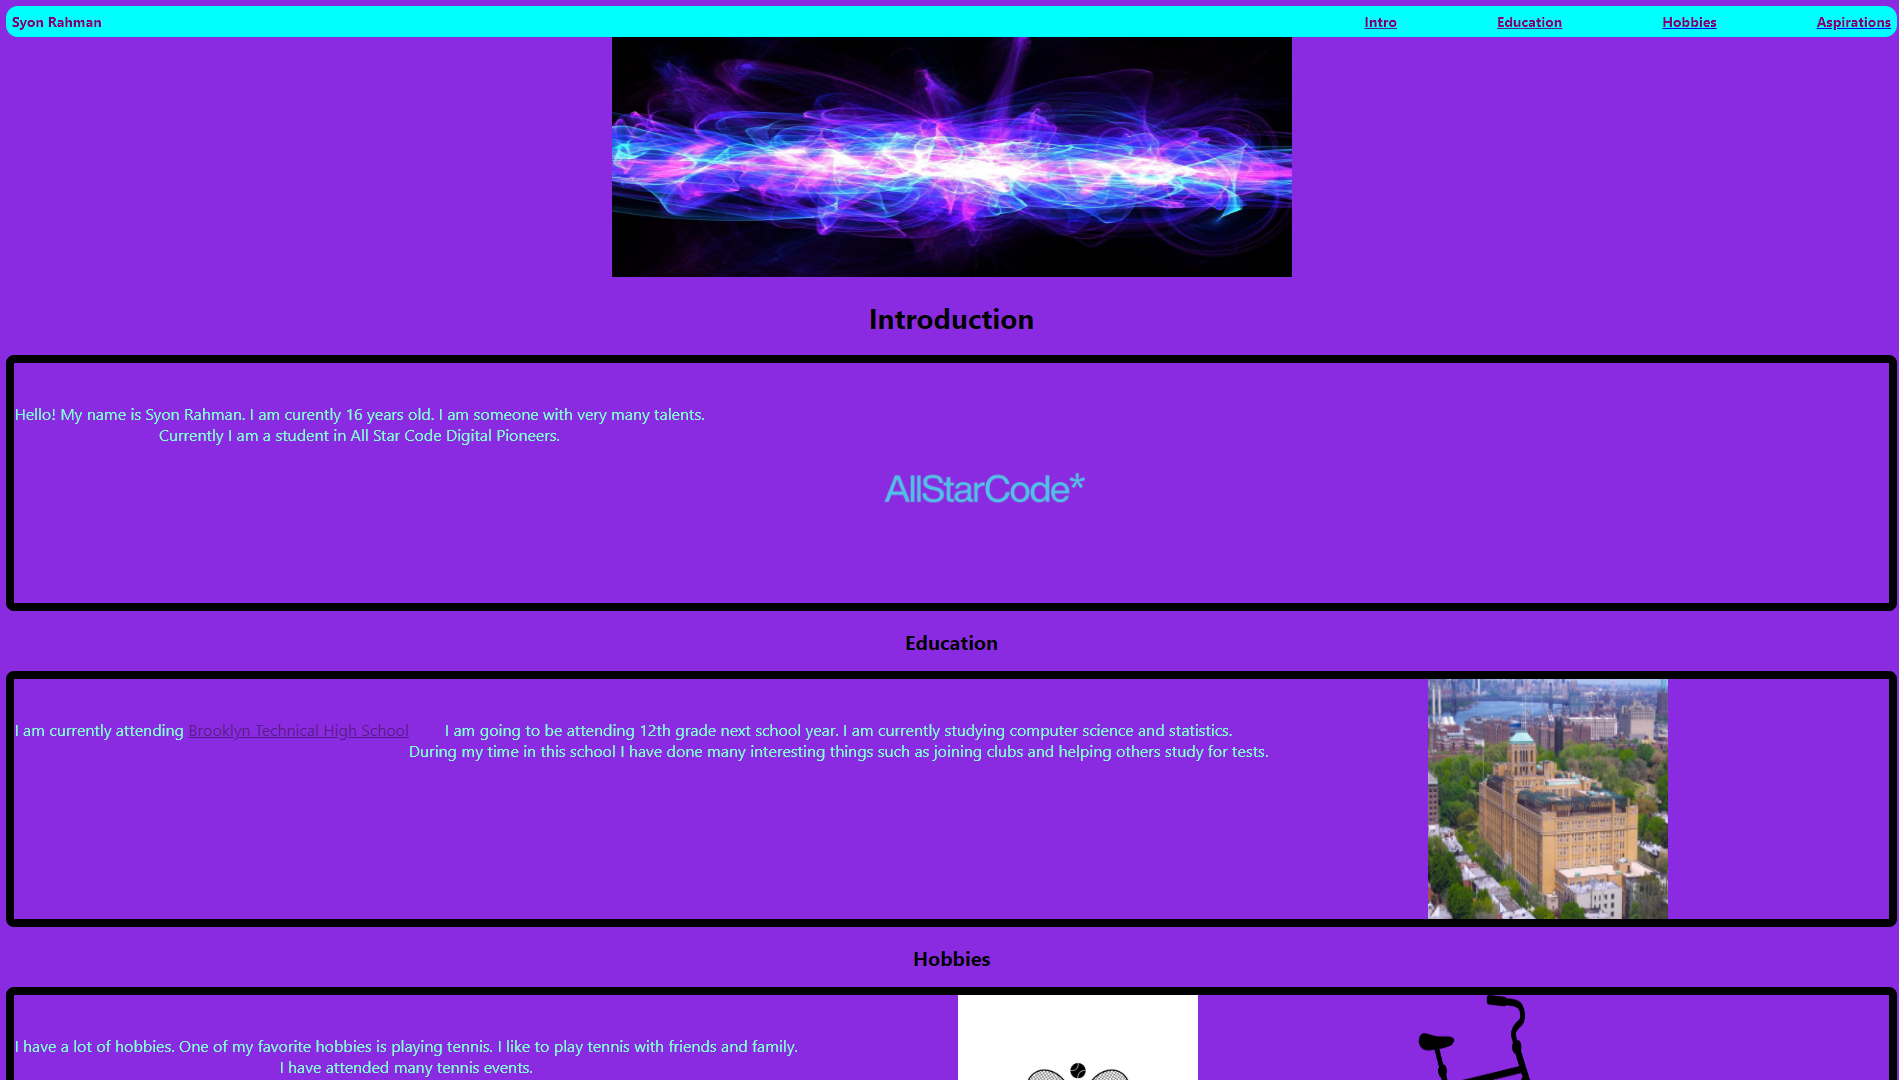 Syon Rahman Intro Education Hobbies Aspirations
Introduction
Hello! My name is Syon Rahman. I am curently 16 years old. I am someone with very many talents.
Currently I am a student in All Star Code Digital Pioneers.
AllStarCode*
Education
I am currently attending Brooklyn Technical High School I am going to be attending 12th grade next school year. I am currently studying computer science and statistics.
During my time in this school I have done many interesting things such as joining clubs and helping others study for tests.
Hobbies
I have a lot of hobbies. One of my favorite hobbies is playing tennis. I like to play tennis with friends and family.
I have attended many tennis events.